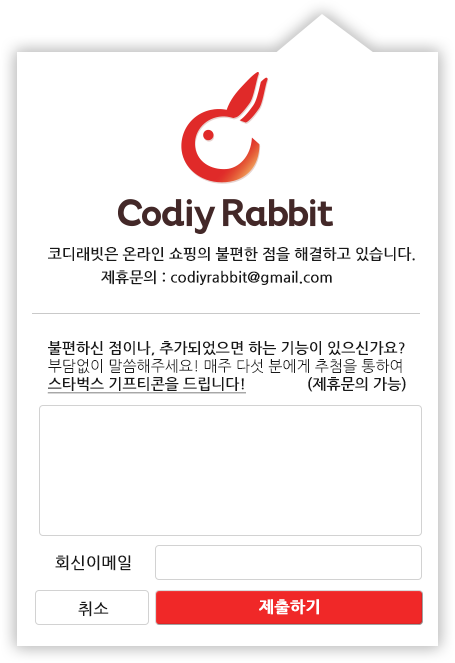 Codiy Rabbit
코디래빗은 온라인 쇼핑의 불편한 점을 해결하고 있습니다.
제휴문의 : codiyrabbit@gmail.com
불편하신 점이나, 추가되었으면 하는 기능이 있으신가요?
부담없이 말씀해주세요! 매주 다섯 분에게 추첨을 통하여
스타벅스 기프티콘을 드립니다! (제휴문의 가능)
회신이메일
취소 제출하기